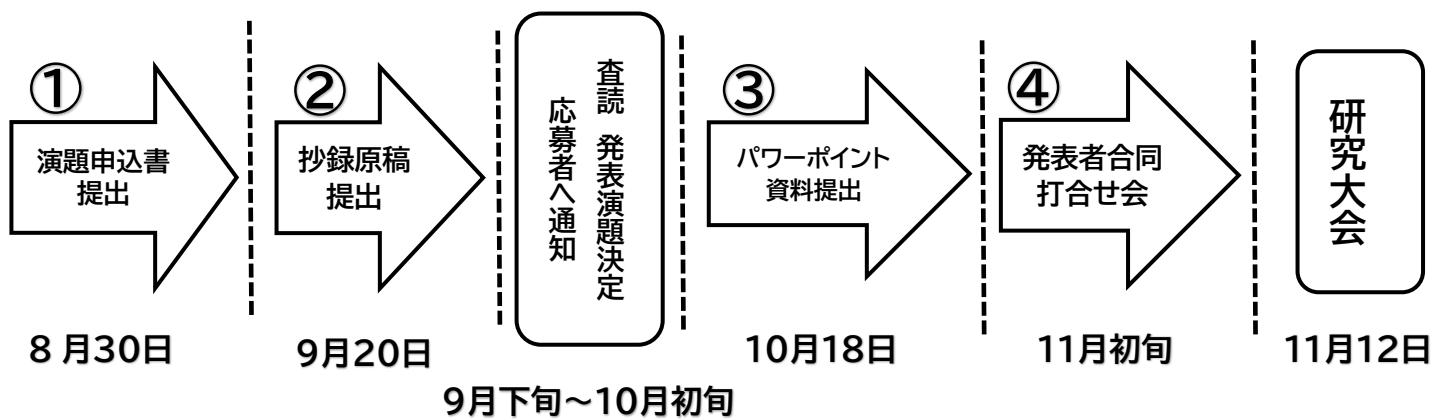 ①
演題申込書
提出
8月30日
②
抄録原稿
提出
9月20日
査読 発表演題決定
応募者へ通知
9月下旬~10月初旬
③
パワーポイント
資料提出
10月18日
④
発表者合同
打合せ会
11月初旬
研究大会
11月12日